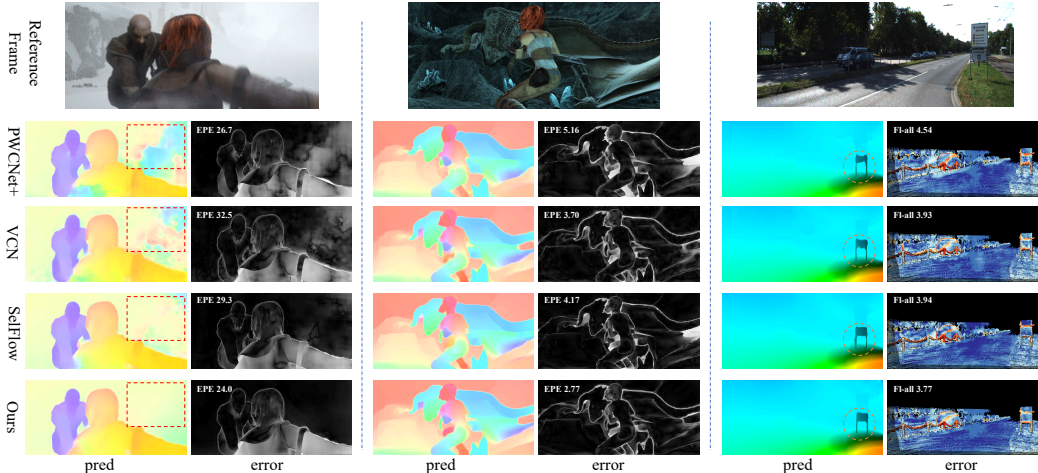 Reference
Frame
PWCNet+
EPE 26.7
EPE 5.16
Fl-all 4.54
VCN
EPE 32.5
EPE 3.70
Fl-all 3.93
SelFlow
EPE 29.3
EPE 4.17
Fl-all 3.94
Ours
EPE 24.0
EPE 2.77
Fl-all 3.77
pred
error
pred
error
pred
error